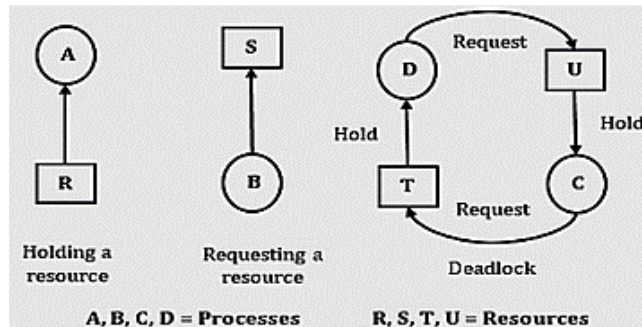 A
S
Request
D
U
Hold
Hold
R
B
T
C
Request
Holding a
resource
Requesting a
resource
Deadlock
A, B, C, D = Processes
R, S, T, U = Resources